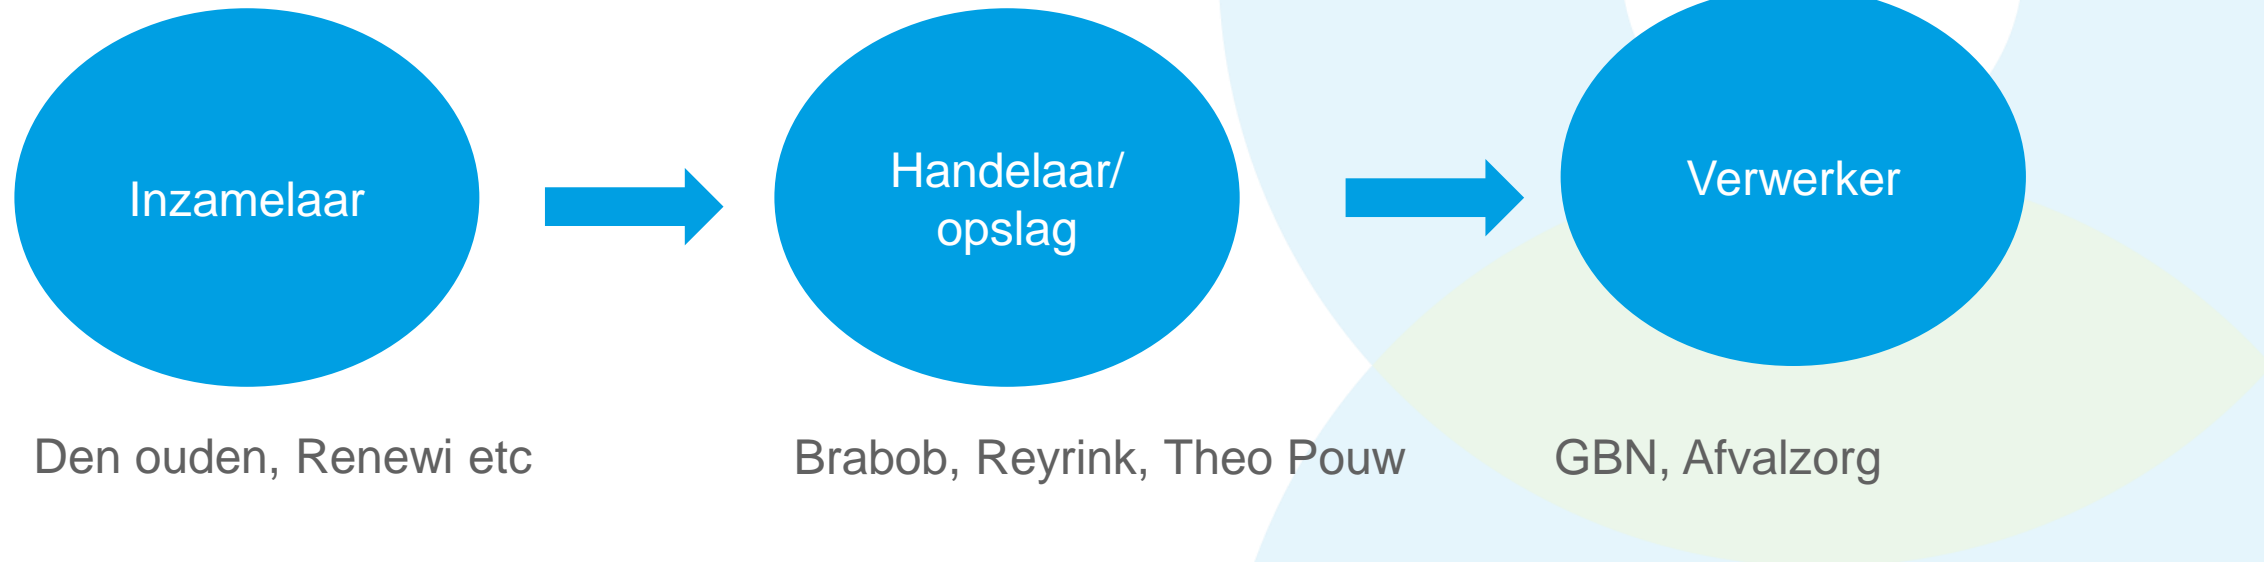 Inzamelaar
Handelaar/
opslag
Verwerker
Den ouden, Renewi etc
Brabob, Reyrink, Theo Pouw
GBN, Afvalzorg